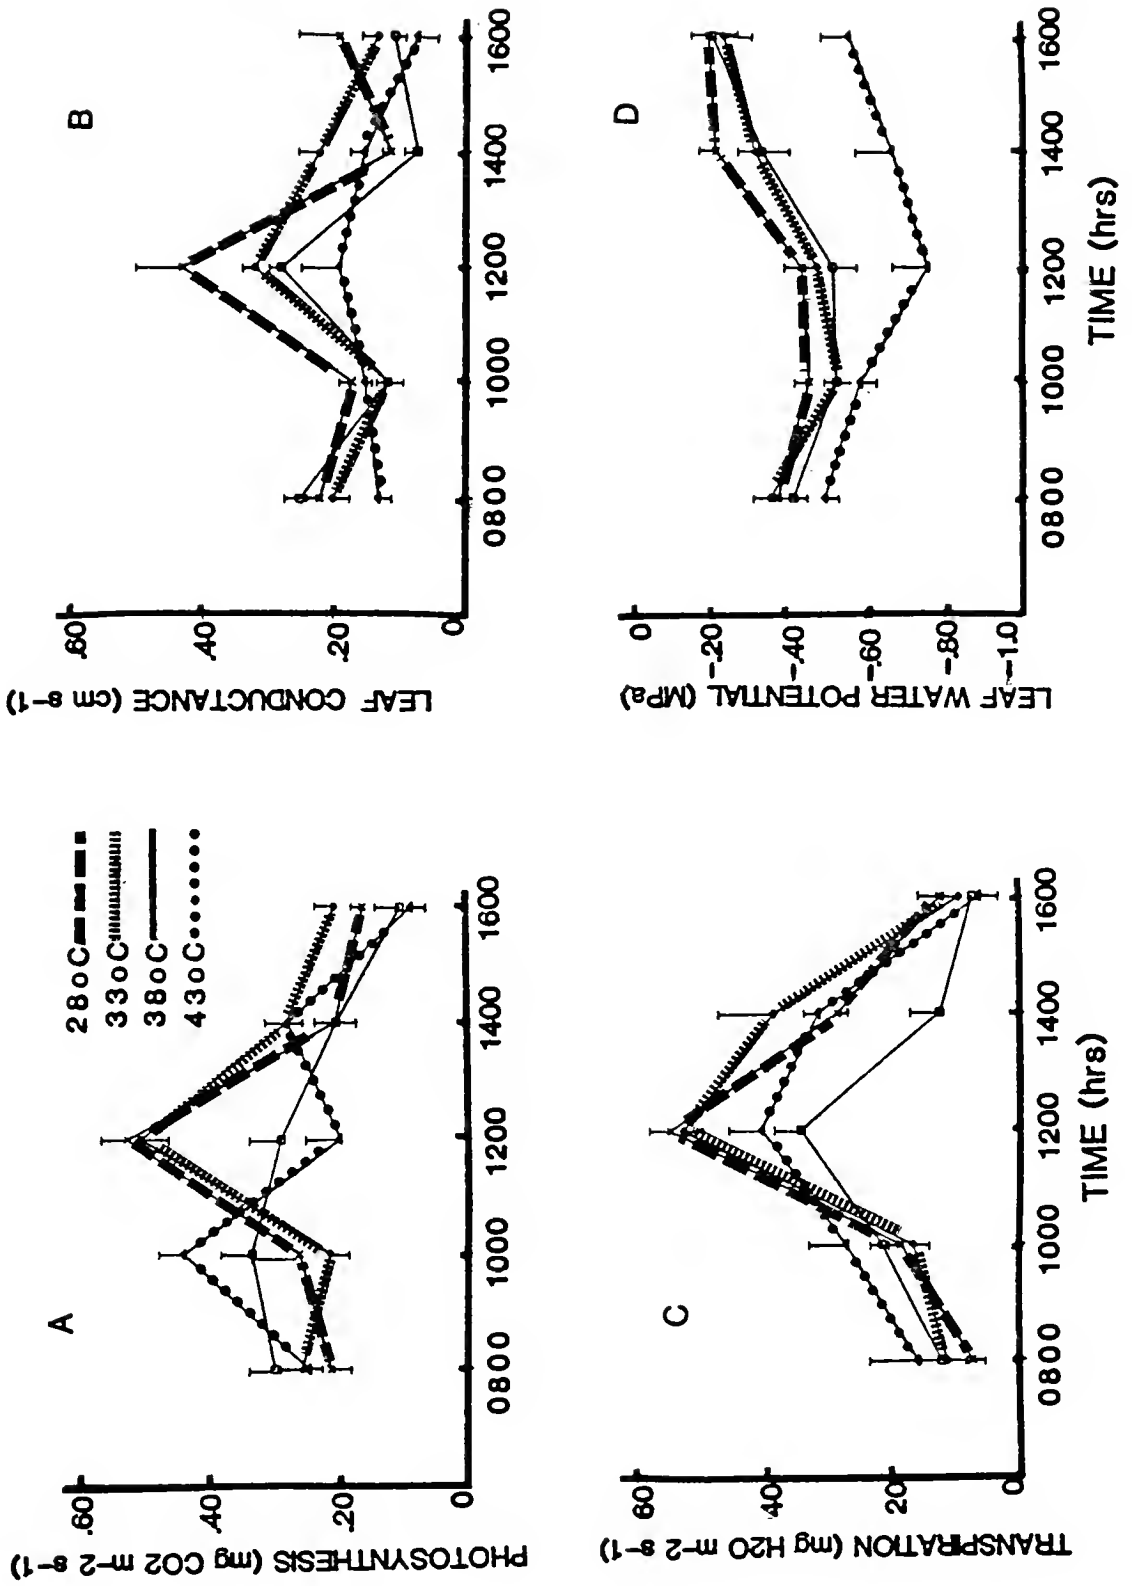 A
28oC
33oC
38oC
43oC
PHOTOSYNTHESIS (mg CO2 m-2 s-1)
.60
.40
.20
0
0800 1000 1200 1400 1600
B
LEAF CONDUCTANCE (cm s-1)
.60
.40
.20
0
0800 1000 1200 1400 1600
C
TRANSPIRATION (mg H2O m-2 s-1)
60
40
20
0
0800 1000 1200 1400 1600
TIME (hrs)
D
LEAF WATER POTENTIAL (MPa)
0
-.20
-.40
-.60
-.80
-1.0
0800 1000 1200 1400 1600
TIME (hrs)